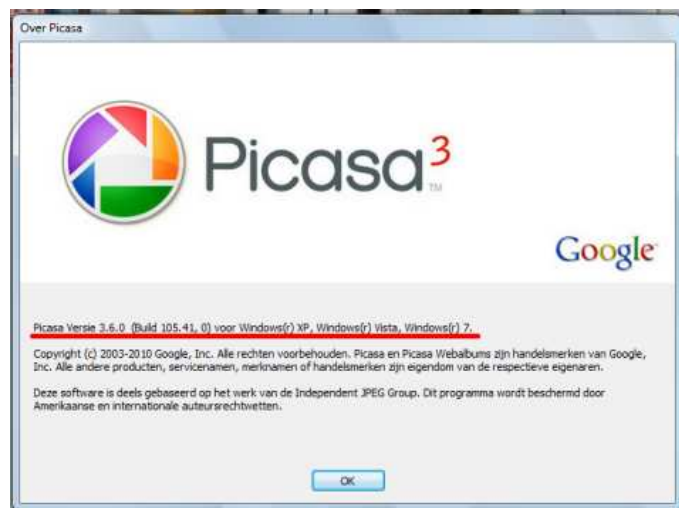 Over Picasa
Picasa 3
TM
Google
Picasa Versie 3.6.0 (Build 105.41, 0) voor Windows(r) XP, Windows(r) Vista, Windows(r) 7.
Copyright (c) 2003-2010 Google, Inc. Alle rechten voorbehouden. Picasa en Picasa Webalbums zijn handelsmerken van Google,
Inc. Alle andere producten, servicenamen, merknamen of handelsmerken zijn eigendom van de respectieve eigenaren.
Deze software is deels gebaseerd op het werk van de Independent JPEG Group. Dit programma wordt beschermd door
Amerikaanse en internationale auteursrechtwetten.
OK